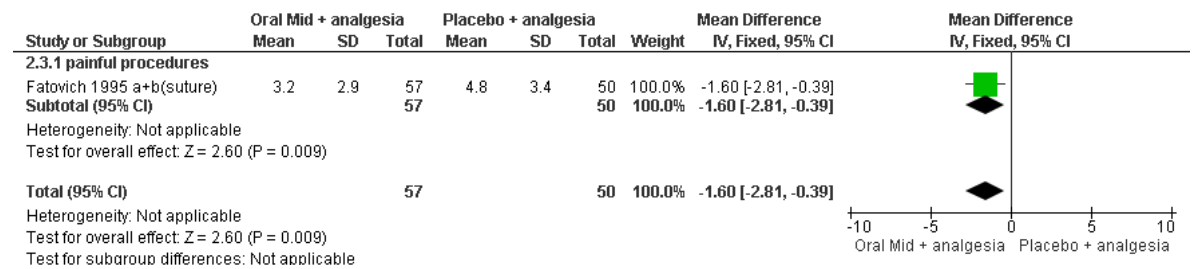 Oral Mid + analgesia Placebo + analgesia Mean Difference Mean Difference
Study or Subgroup Mean SD Total Mean SD Total Weight IV, Fixed, 95% CI IV, Fixed, 95% CI
2.3.1 painful procedures
Fatovich 1995 a+b(suture) 3.2 2.9 57 4.8 3.4 50 100.0% -1.60 [-2.81, -0.39]
Subtotal (95% CI) 57 50 100.0% -1.60 [-2.81, -0.39]
Heterogeneity: Not applicable
Test for overall effect: Z = 2.60 (P = 0.009)
Total (95% CI) 57 50 100.0% -1.60 [-2.81, -0.39]
Heterogeneity: Not applicable
Test for overall effect: Z = 2.60 (P = 0.009)
Test for subgroup differences: Not applicable
-10 -5 0 5 10
Oral Mid + analgesia Placebo + analgesia